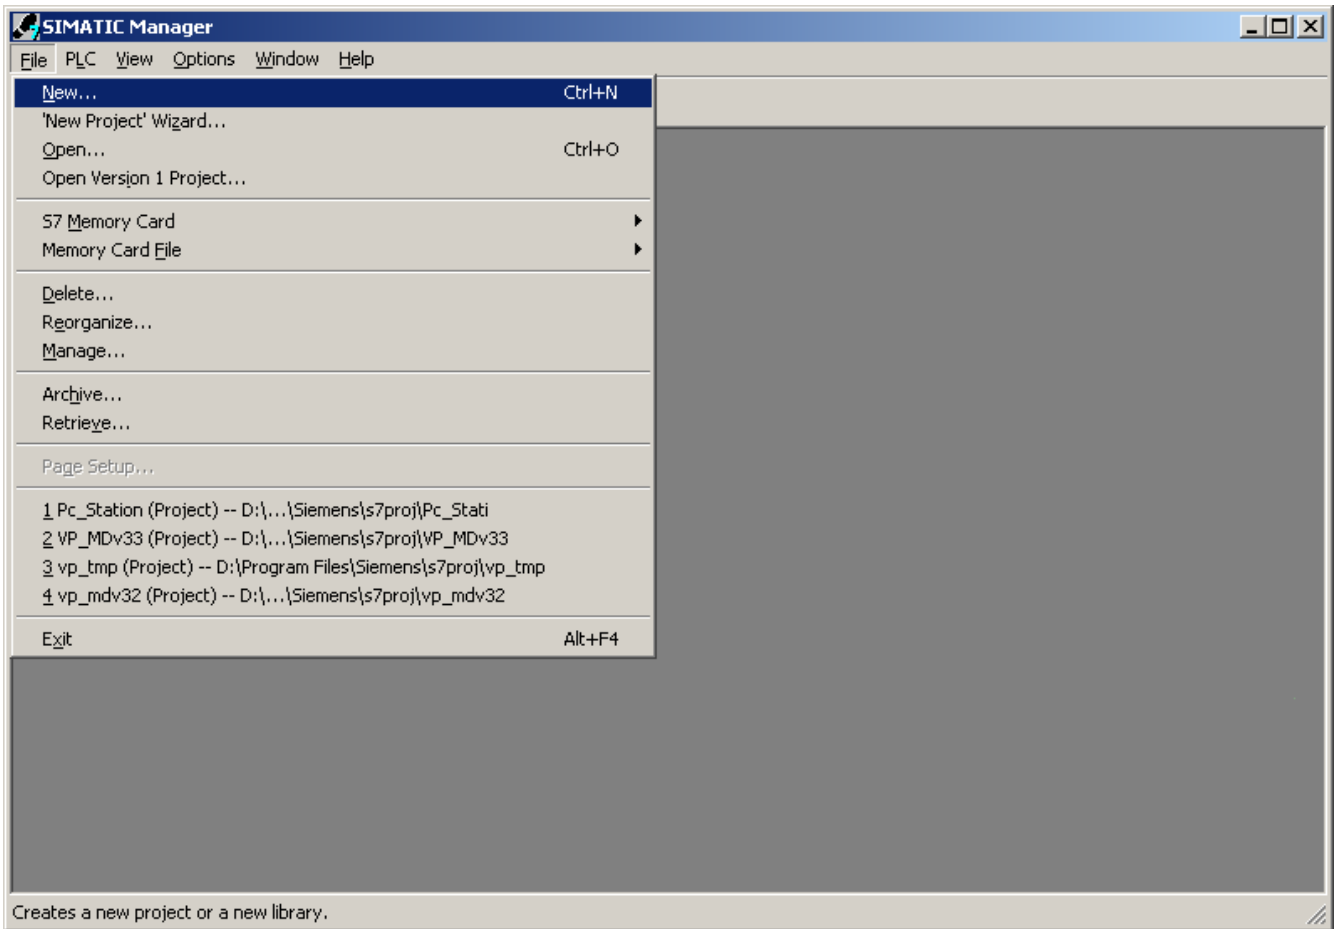 SIMATIC Manager
File PLC View Options Window Help
New... Ctrl+N
'New Project' Wizard...
Open... Ctrl+O
Open Version 1 Project...
S7 Memory Card
Memory Card File
Delete...
Reorganize...
Manage...
Archive...
Retrieve...
Page Setup...
1 Pc_Station (Project) -- D:\...\Siemens\s7proj\Pc_Stati
2 VP_MDv33 (Project) -- D:\...\Siemens\s7proj\VP_MDv33
3 vp_tmp (Project) -- D:\Program Files\Siemens\s7proj\vp_tmp
4 vp_mdv32 (Project) -- D:\...\Siemens\s7proj\vp_mdv32
Exit Alt+F4
Creates a new project or a new library.